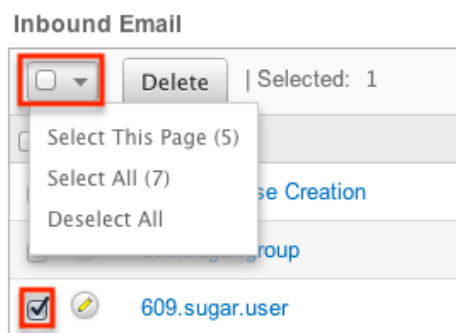 Inbound Email
Delete | Selected: 1
Select This Page (5)
Select All (7)
se Creation
Deselect All
group
609.sugar.user